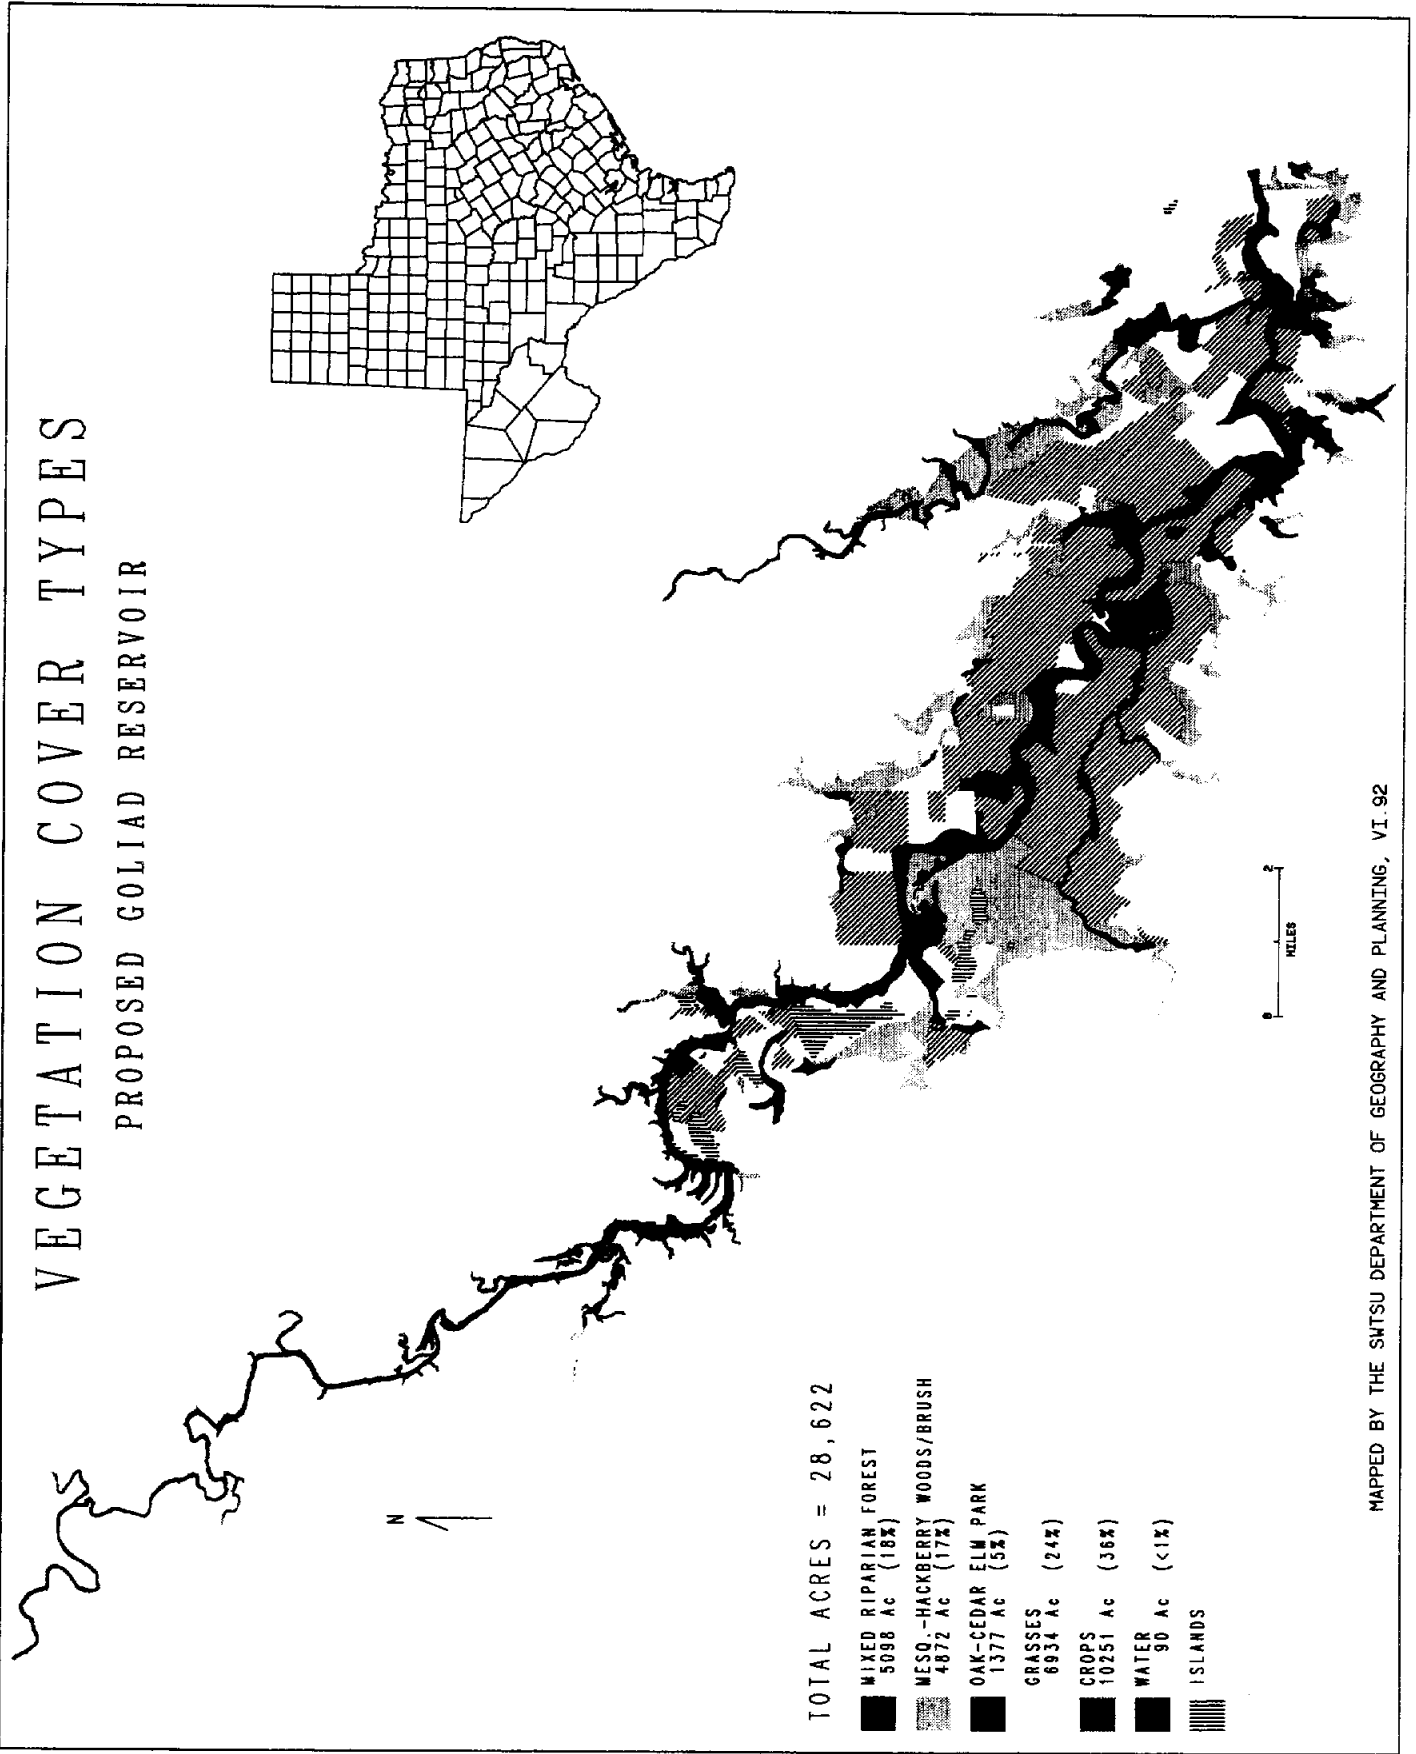 VEGETATION COVER TYPES
PROPOSED GOLIAD RESERVOIR
N
TOTAL ACRES = 28,622
MIXED RIPARIAN FOREST
5098 Ac (18%)
MESQ.-HACKBERRY WOODS/BRUSH
4872 Ac (17%)
OAK-CEDAR ELM PARK
1377 Ac (5%)
GRASSES
6934 Ac (24%)
CROPS
10251 Ac (36%)
WATER
90 Ac (<1%)
ISLANDS
0 2
MILES
MAPPED BY THE SWTSU DEPARTMENT OF GEOGRAPHY AND PLANNING, VI.92